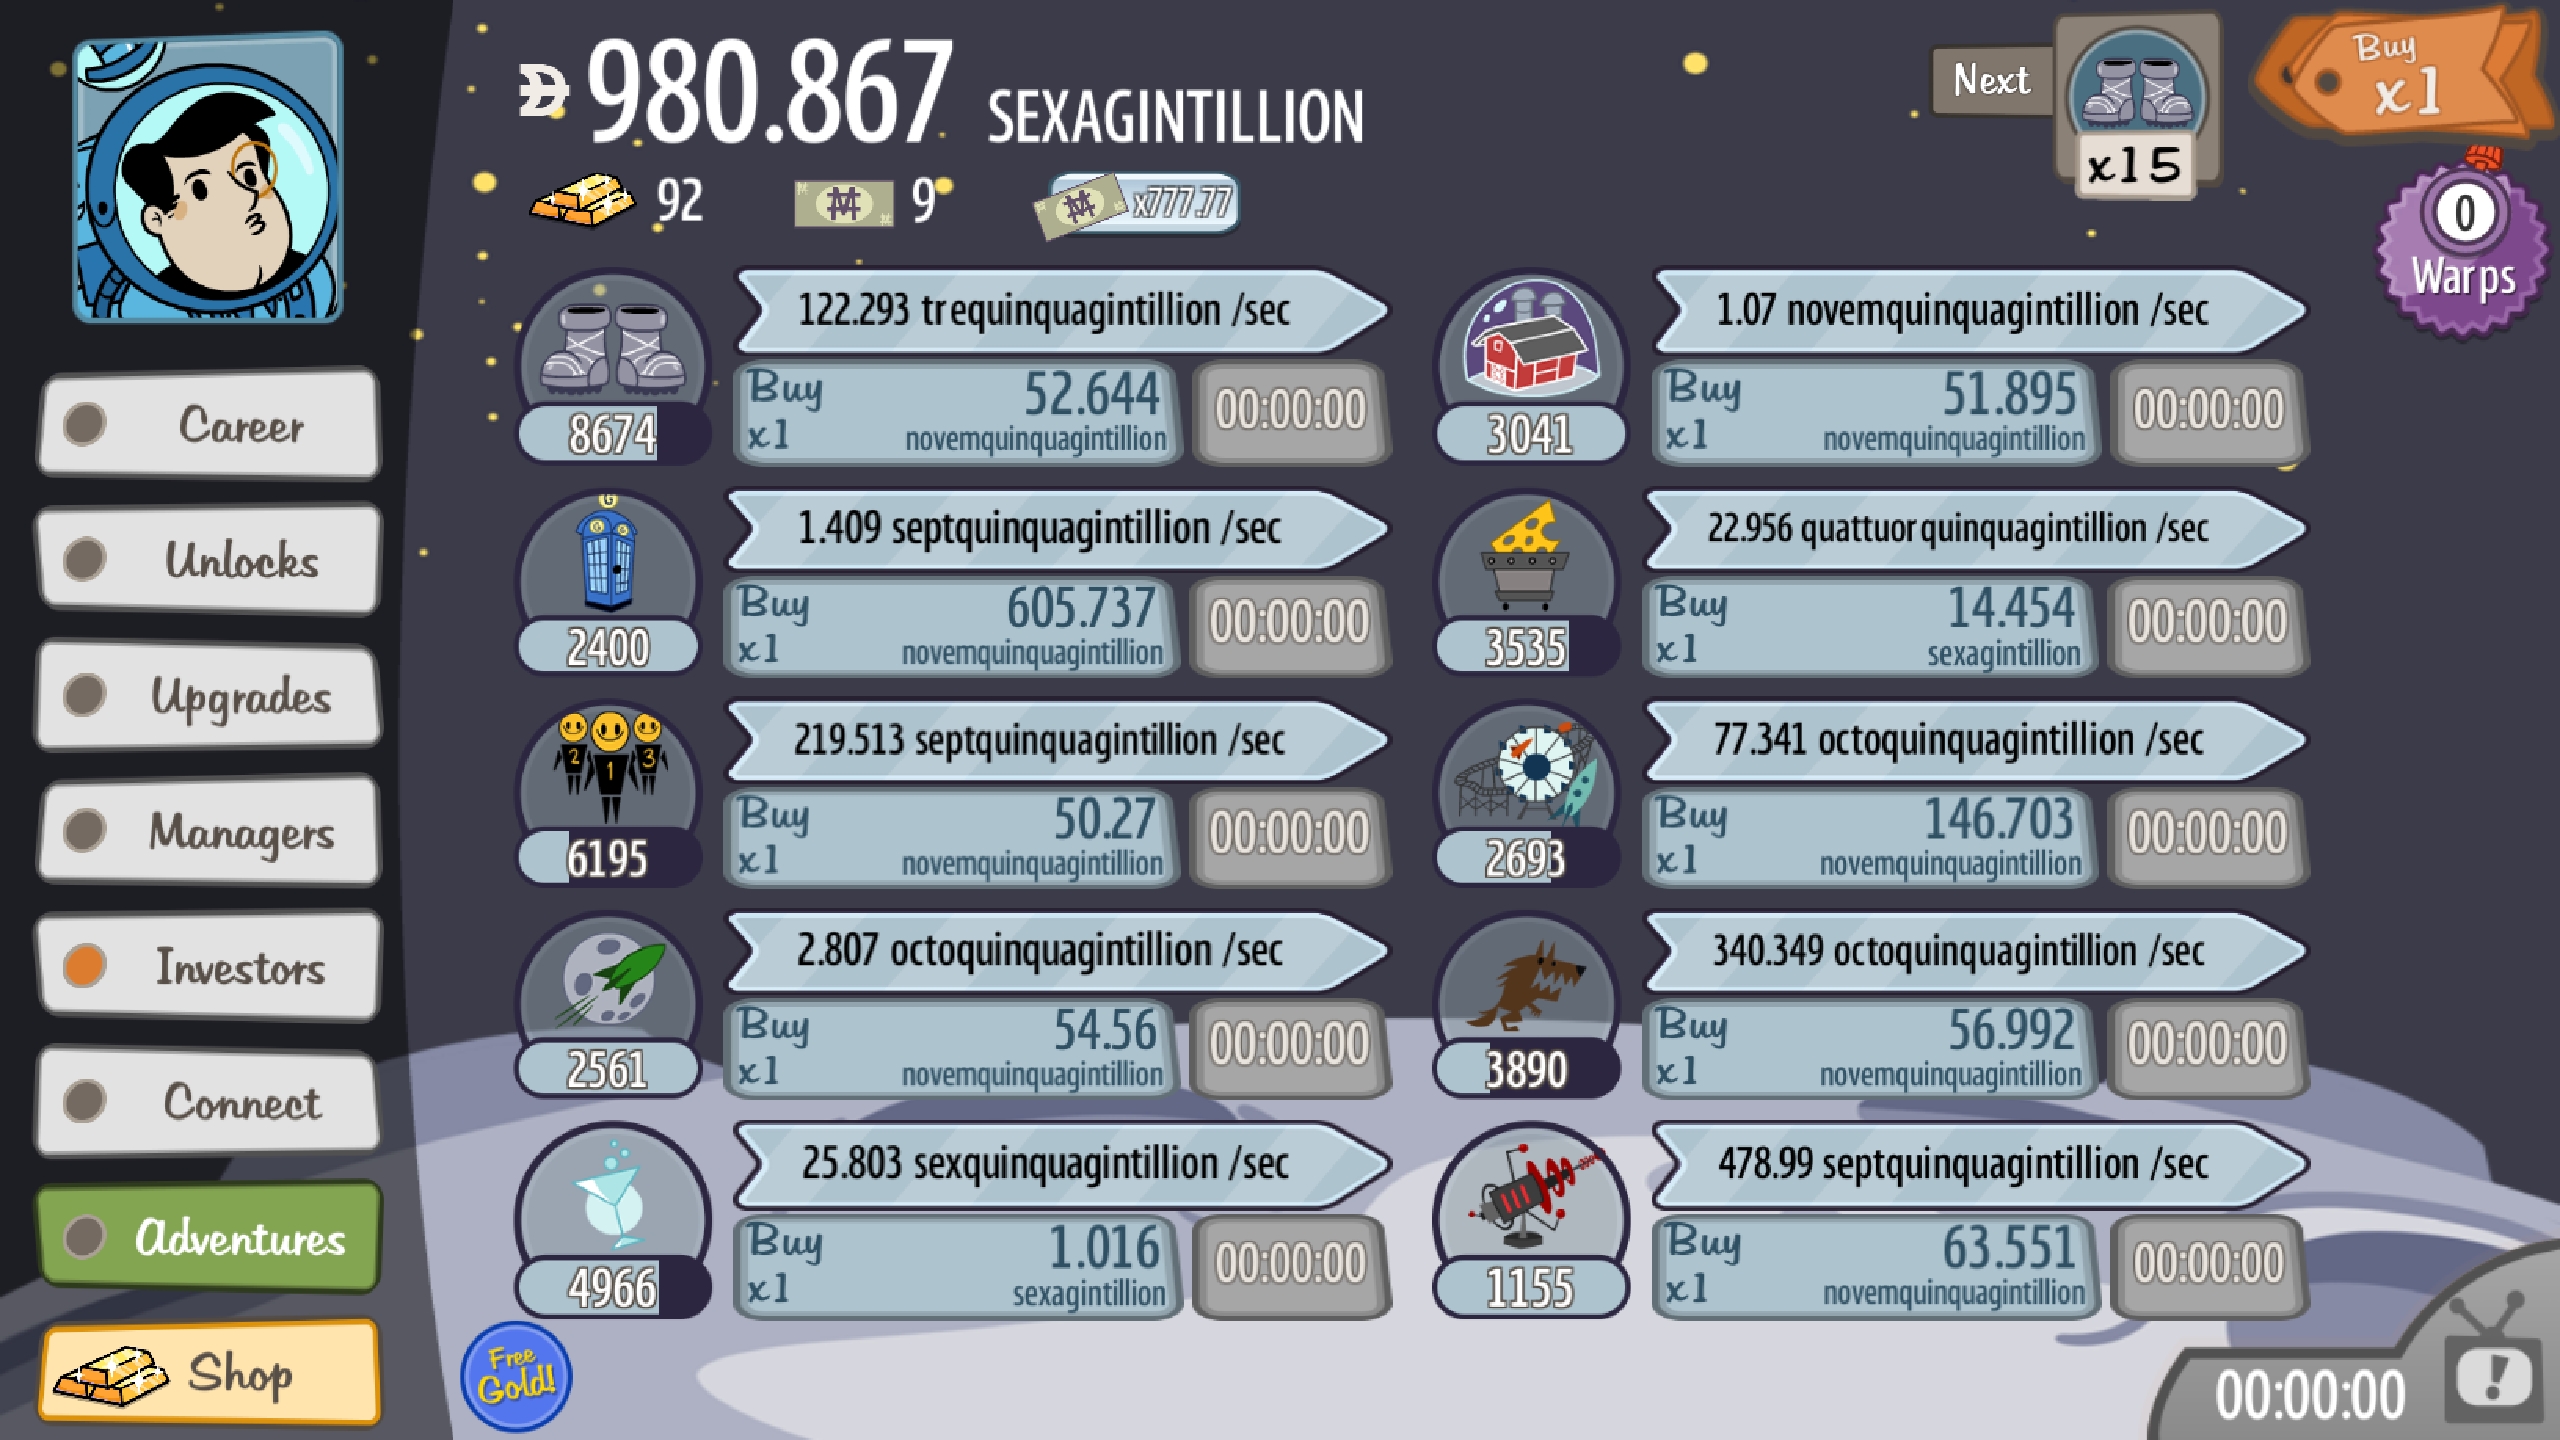 980.867 SEXAGINTILLION
Next
x15
Buy
x1
92
9
x777.77
0
Warps
Career
Unlocks
Upgrades
Managers
Investors
Connect
Adventures
Shop
122.293 trequinquagintillion /sec
8674
Buy
x1
52.644
novemquinquagintillion
00:00:00
1.07 novemquinquagintillion /sec
3041
Buy
x1
51.895
novemquinquagintillion
00:00:00
G
G G
1.409 septquinquagintillion /sec
2400
Buy
x1
605.737
novemquinquagintillion
00:00:00
22.956 quattuorquinquagintillion /sec
3535
Buy
x1
14.454
sexagintillion
00:00:00
2 1 3
219.513 septquinquagintillion /sec
6195
Buy
x1
50.27
novemquinquagintillion
00:00:00
77.341 octoquinquagintillion /sec
2693
Buy
x1
146.703
novemquinquagintillion
00:00:00
2.807 octoquinquagintillion /sec
2561
Buy
x1
54.56
novemquinquagintillion
00:00:00
340.349 octoquinquagintillion /sec
3890
Buy
x1
56.992
novemquinquagintillion
00:00:00
25.803 sexquinquagintillion /sec
4966
Buy
x1
1.016
sexagintillion
00:00:00
478.99 septquinquagintillion /sec
1155
Buy
x1
63.551
novemquinquagintillion
00:00:00
Free
Gold!
00:00:00
!